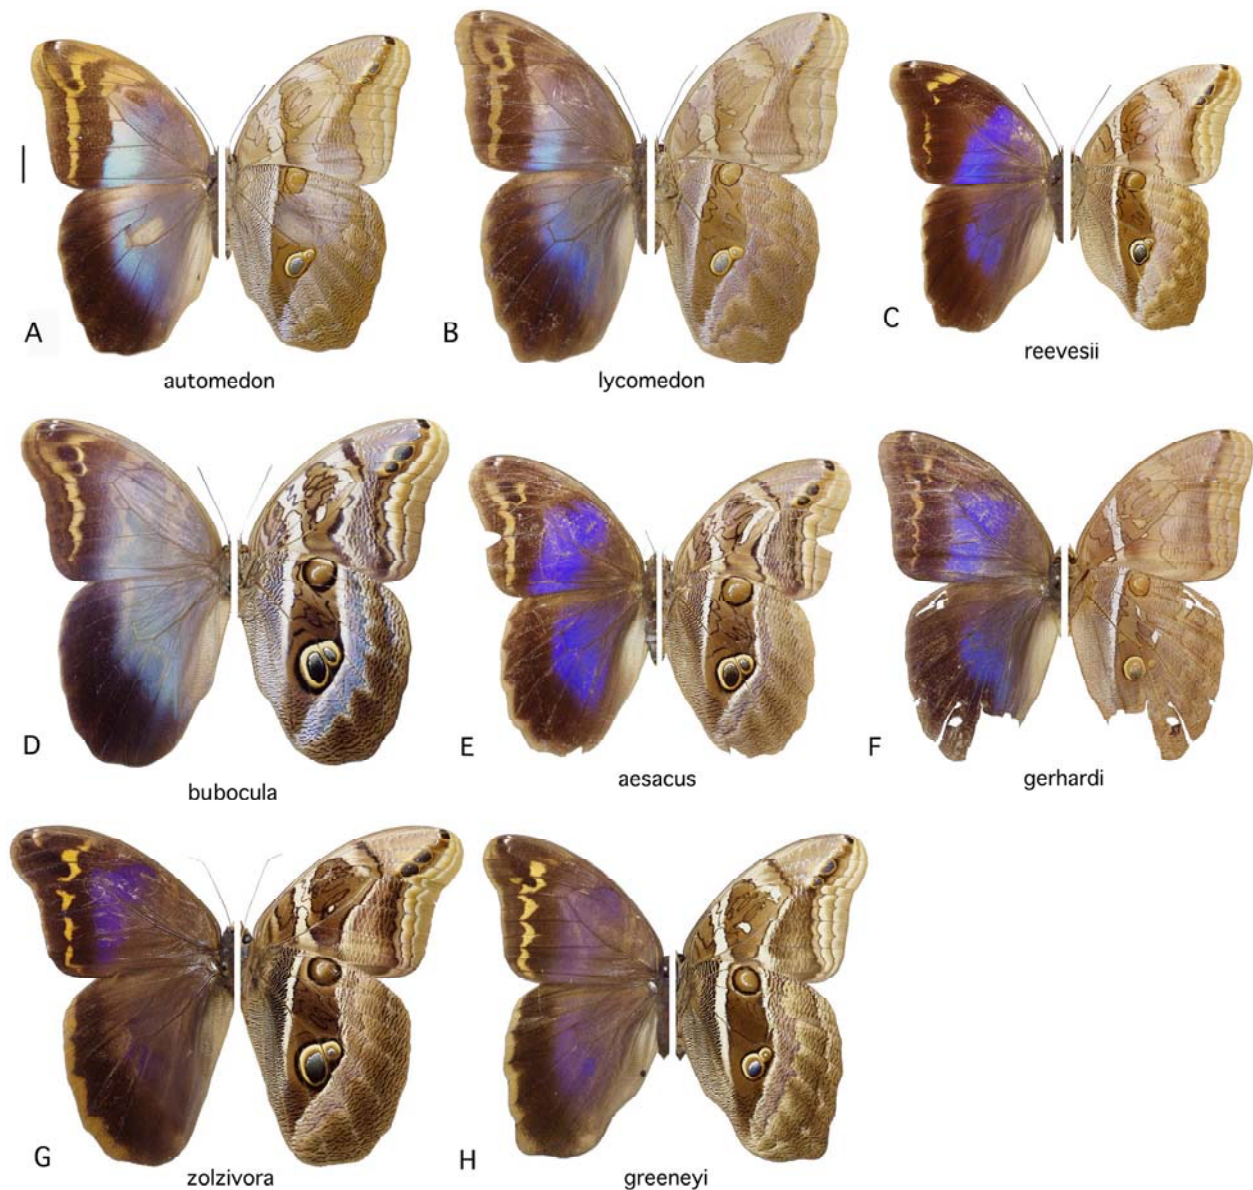 A
automedon
B
lycomedon
C
reevesii
D
bubocula
E
aesacus
F
gerhardi
G
zolzivora
H
greeneyi